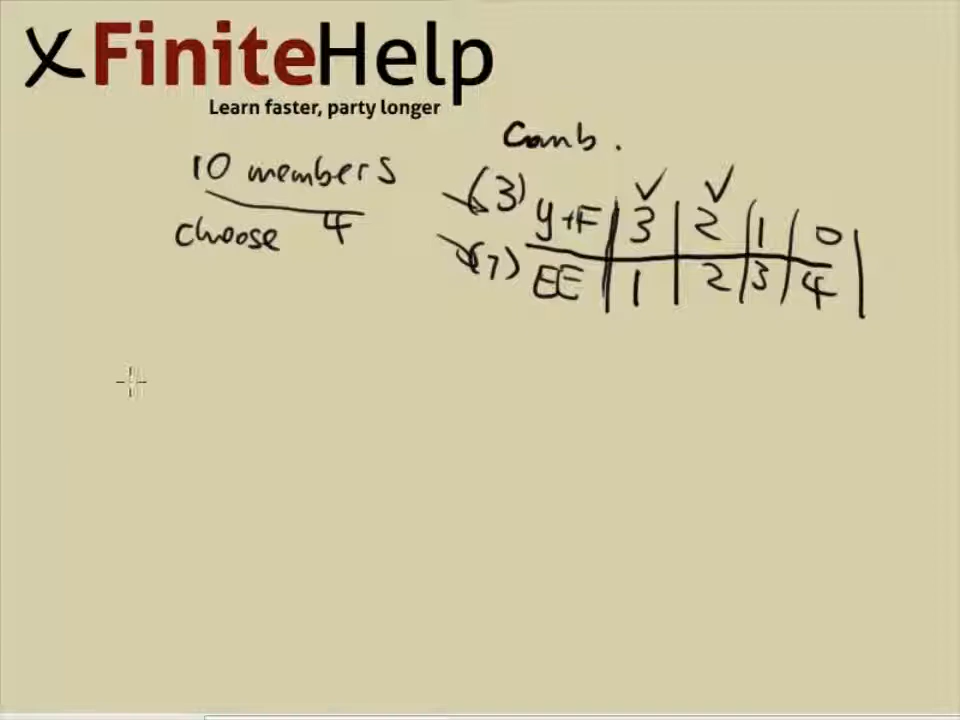 xFiniteHelp
Learn faster, party longer
Comb.
10 members
choose 4
(3) y+F 3 2 1 0
(7) EE 1 2 3 4